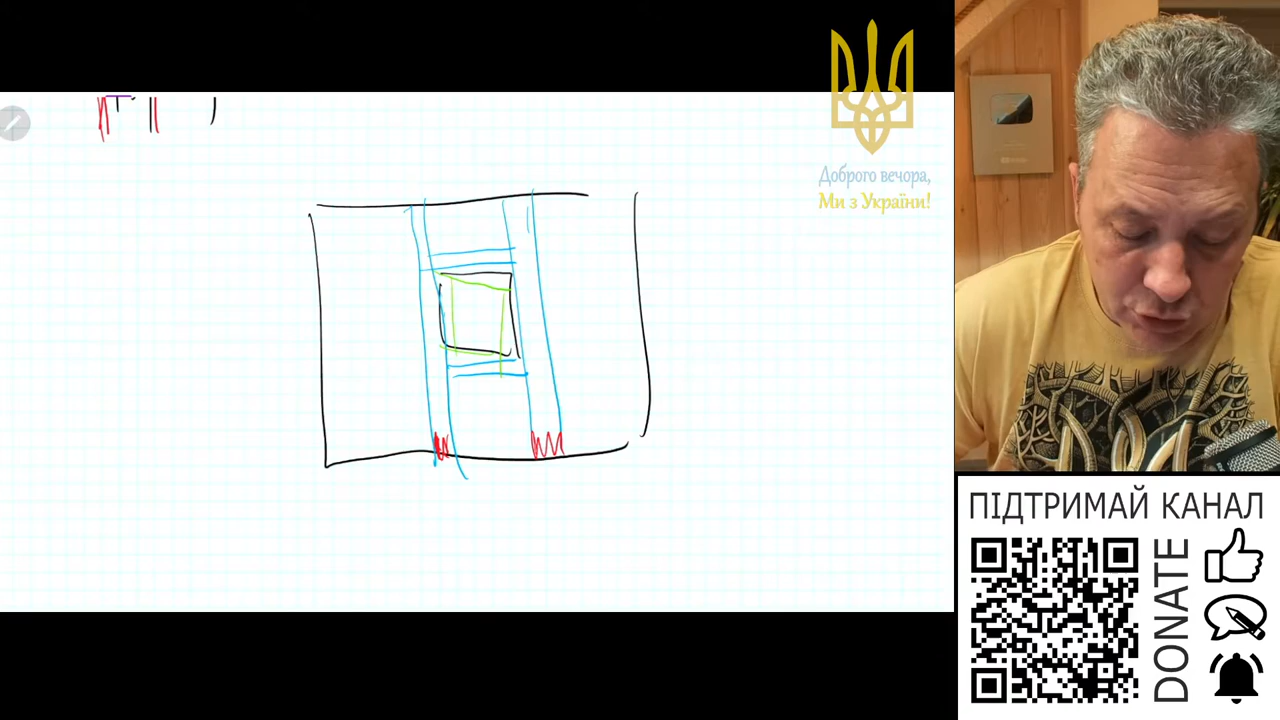 Доброго вечора,
Ми з України!
ПІДТРИМАЙ КАНАЛ
DONATE